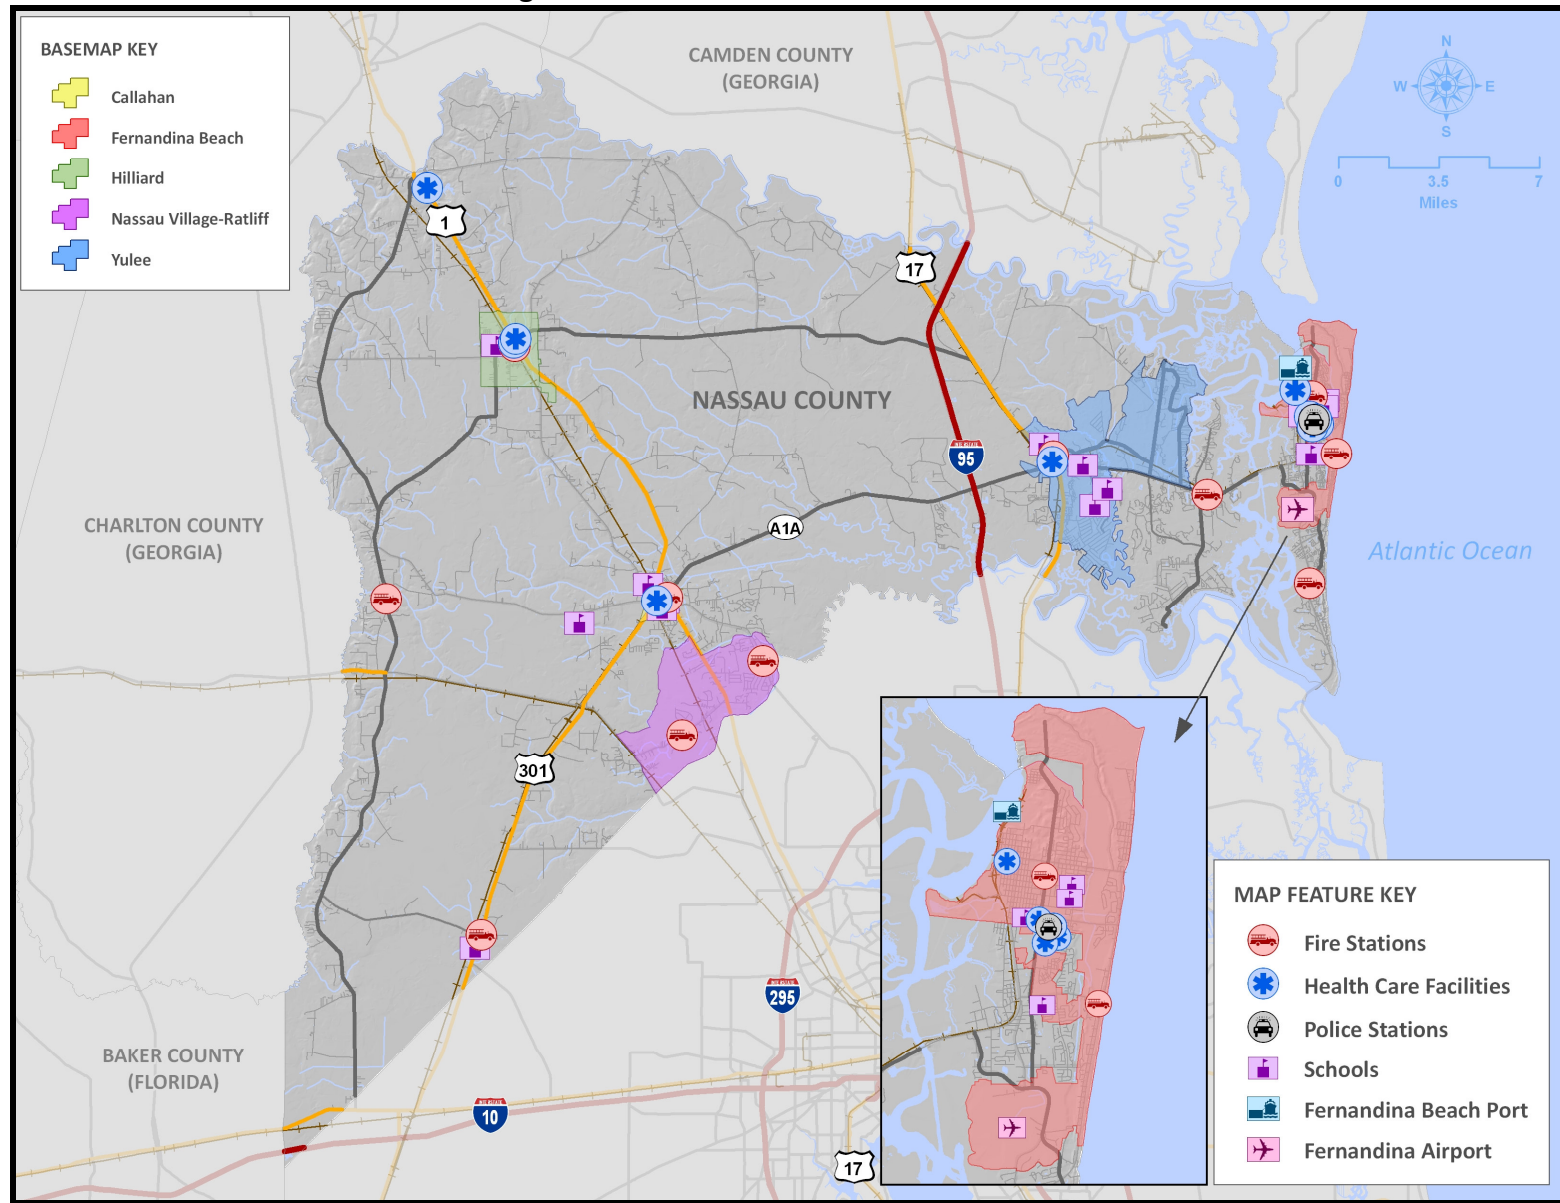 BASEMAP KEY
Callahan
Fernandina Beach
Hilliard
Nassau Village-Ratliff
Yulee
CAMDEN COUNTY
(GEORGIA)
N
W E
S
0 3.5 7
Miles
1
17
NASSAU COUNTY
95
A1A
CHARLTON COUNTY
(GEORGIA)
Atlantic Ocean
301
295
BAKER COUNTY
(FLORIDA)
10
17
MAP FEATURE KEY
Fire Stations
Health Care Facilities
Police Stations
Schools
Fernandina Beach Port
Fernandina Airport